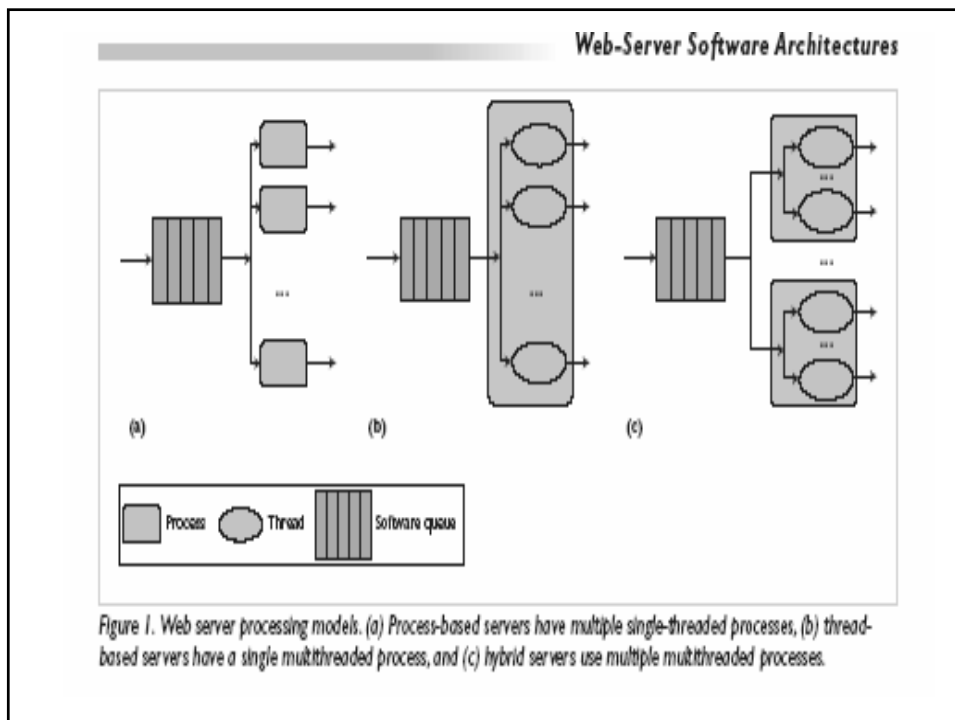 Web-Server Software Architectures
...
...
...
...
...
(a)
(b)
(c)
Process
Thread
Software queue
Figure 1. Web server processing models. (a) Process-based servers have multiple single-threaded processes, (b) thread-
based servers have a single multithreaded process, and (c) hybrid servers use multiple multithreaded processes.